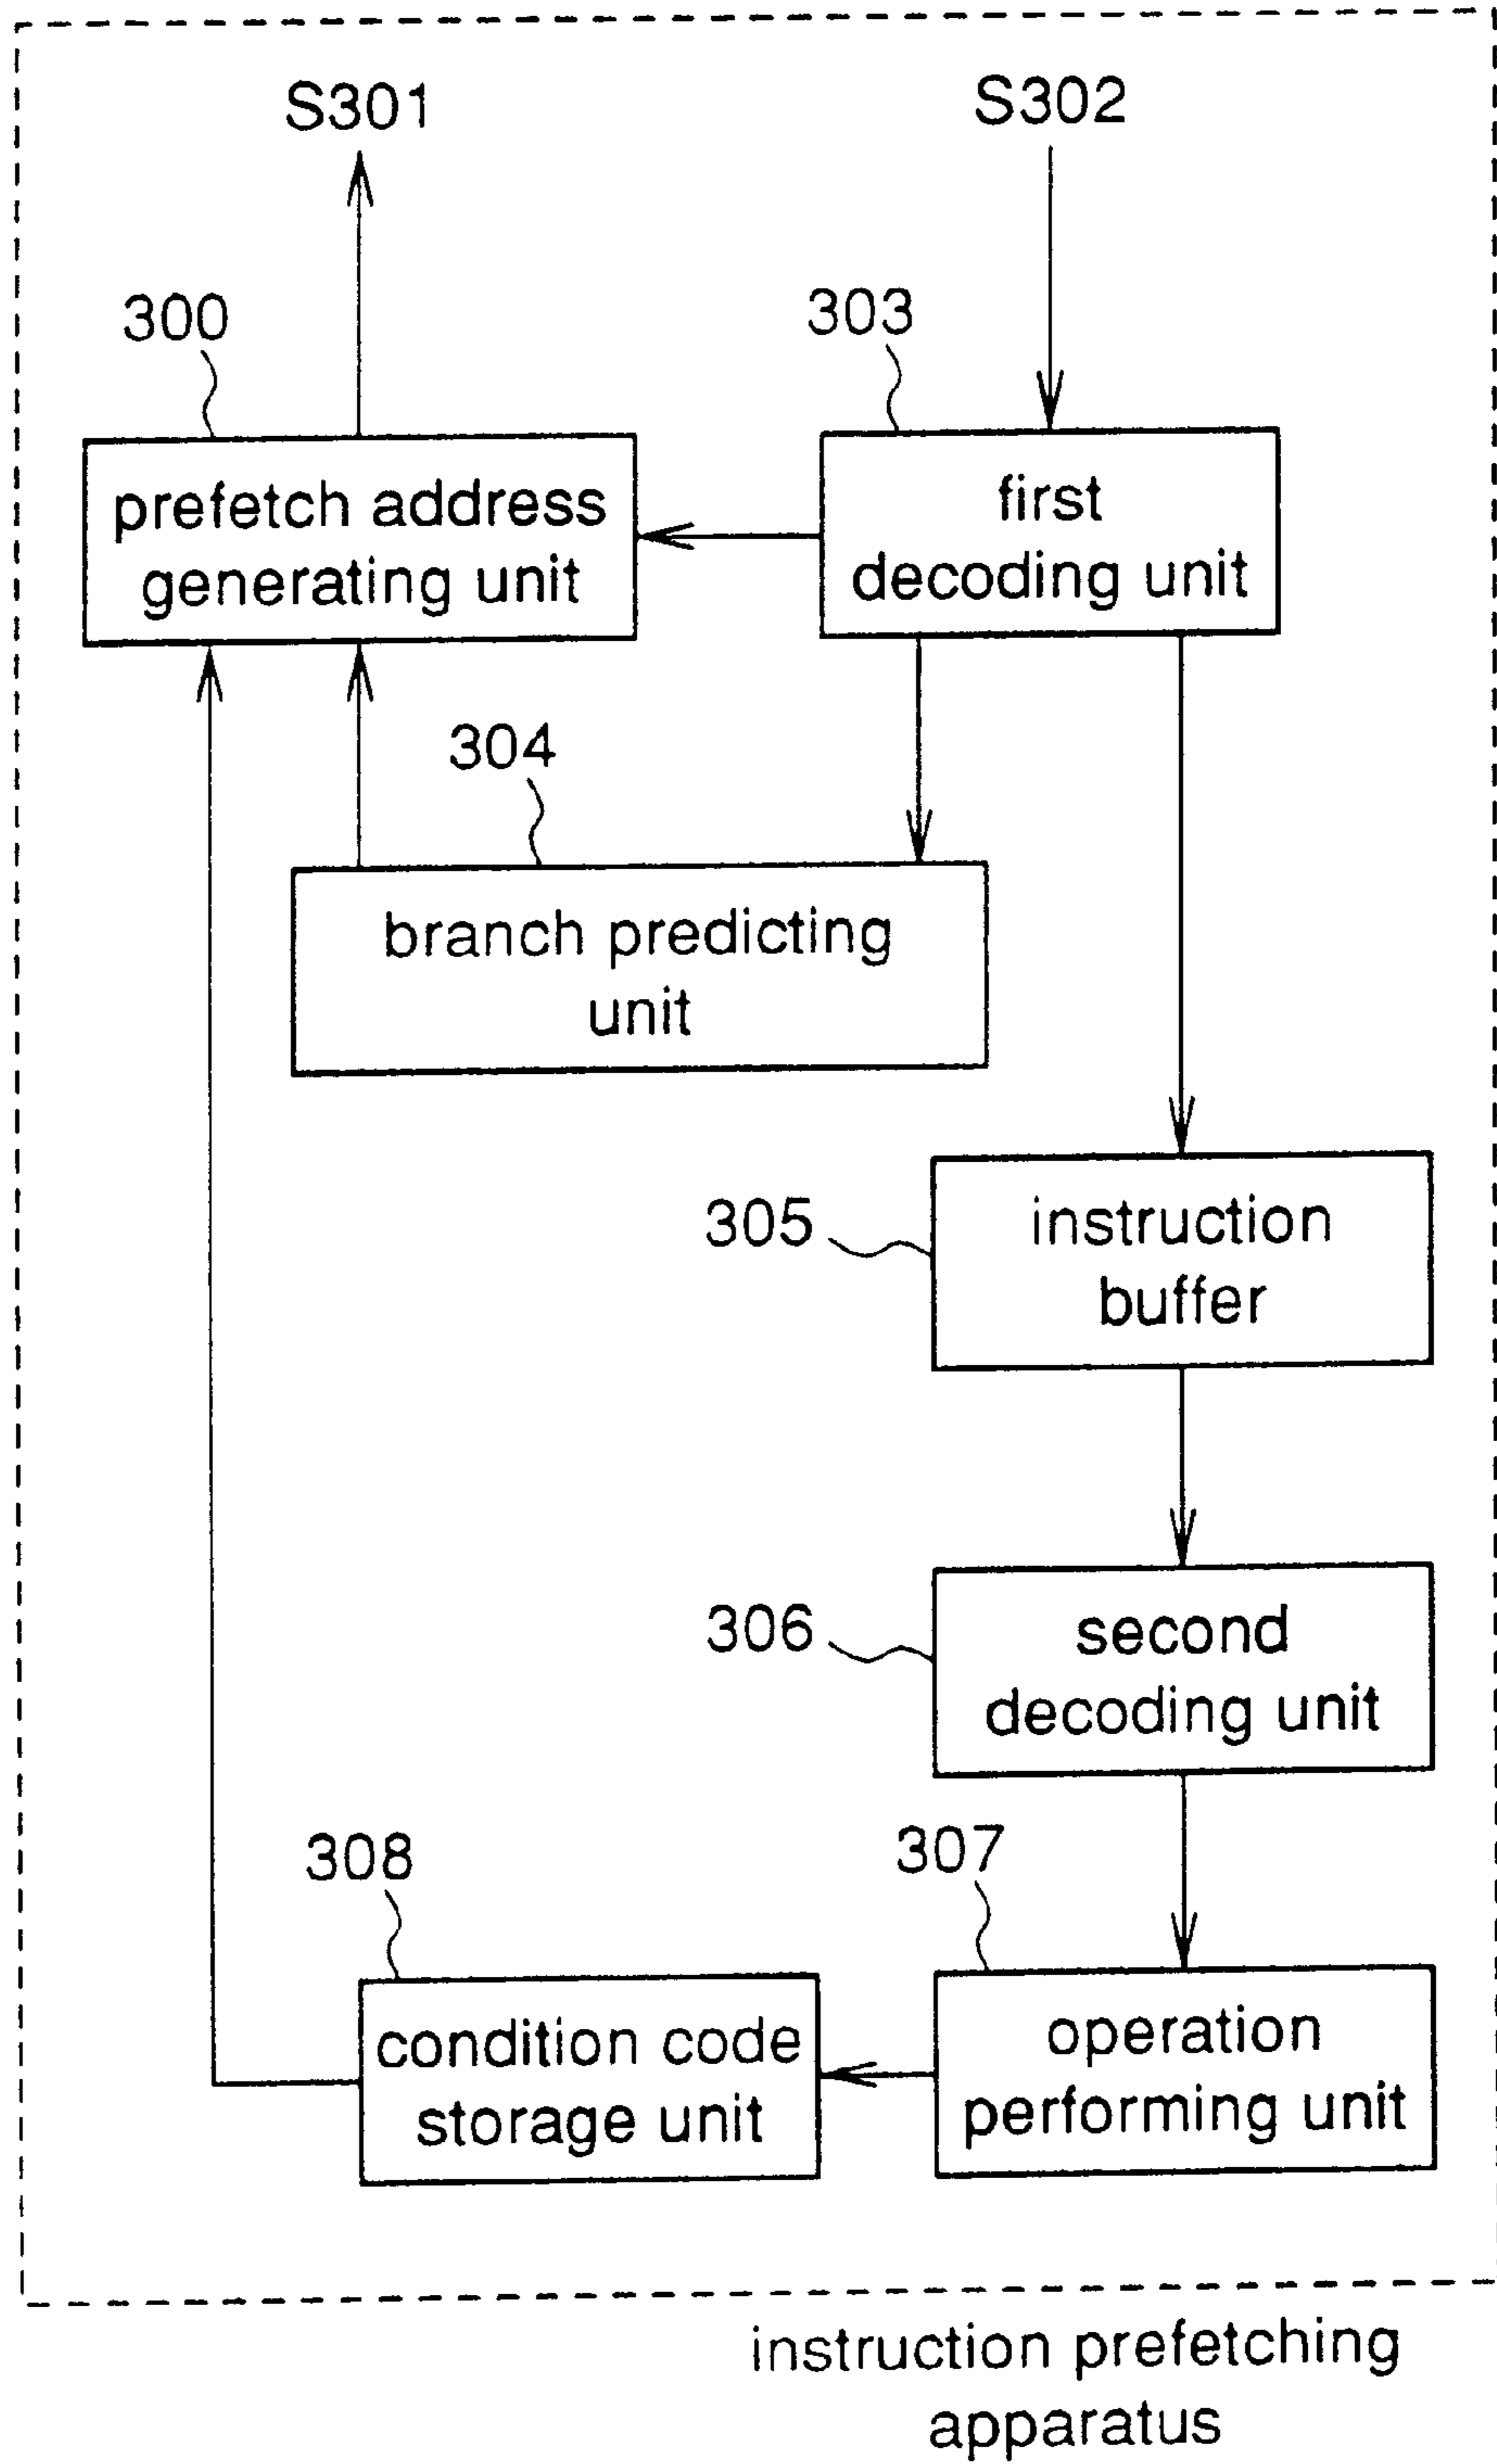 S301
S302
300
303
prefetch address
generating unit
first
decoding unit
304
branch predicting
unit
305
instruction
buffer
306
second
decoding unit
308
307
condition code
storage unit
operation
performing unit
instruction prefetching
apparatus